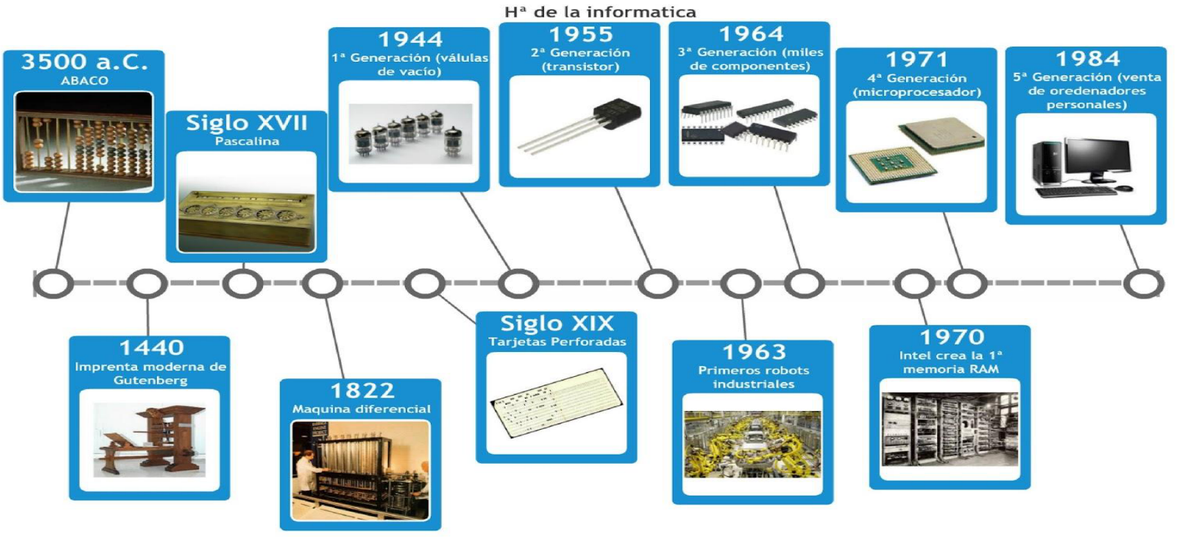 Hª de la informatica
3500 a.C.
ABACO
1440
Imprenta moderna de
Gutenberg
Siglo XVII
Pascalina
1822
Maquina diferencial
Siglo XIX
Tarjetas Perforadas
1944
1ª Generación (válulas
de vacío)
1955
2ª Generación
(transistor)
1963
Primeros robots
industriales
1964
3ª Generación (miles
de componentes)
1970
Intel crea la 1ª
memoria RAM
1971
4ª Generación
(microprocesador)
1984
5ª Generación (venta
de oredenadores
personales)